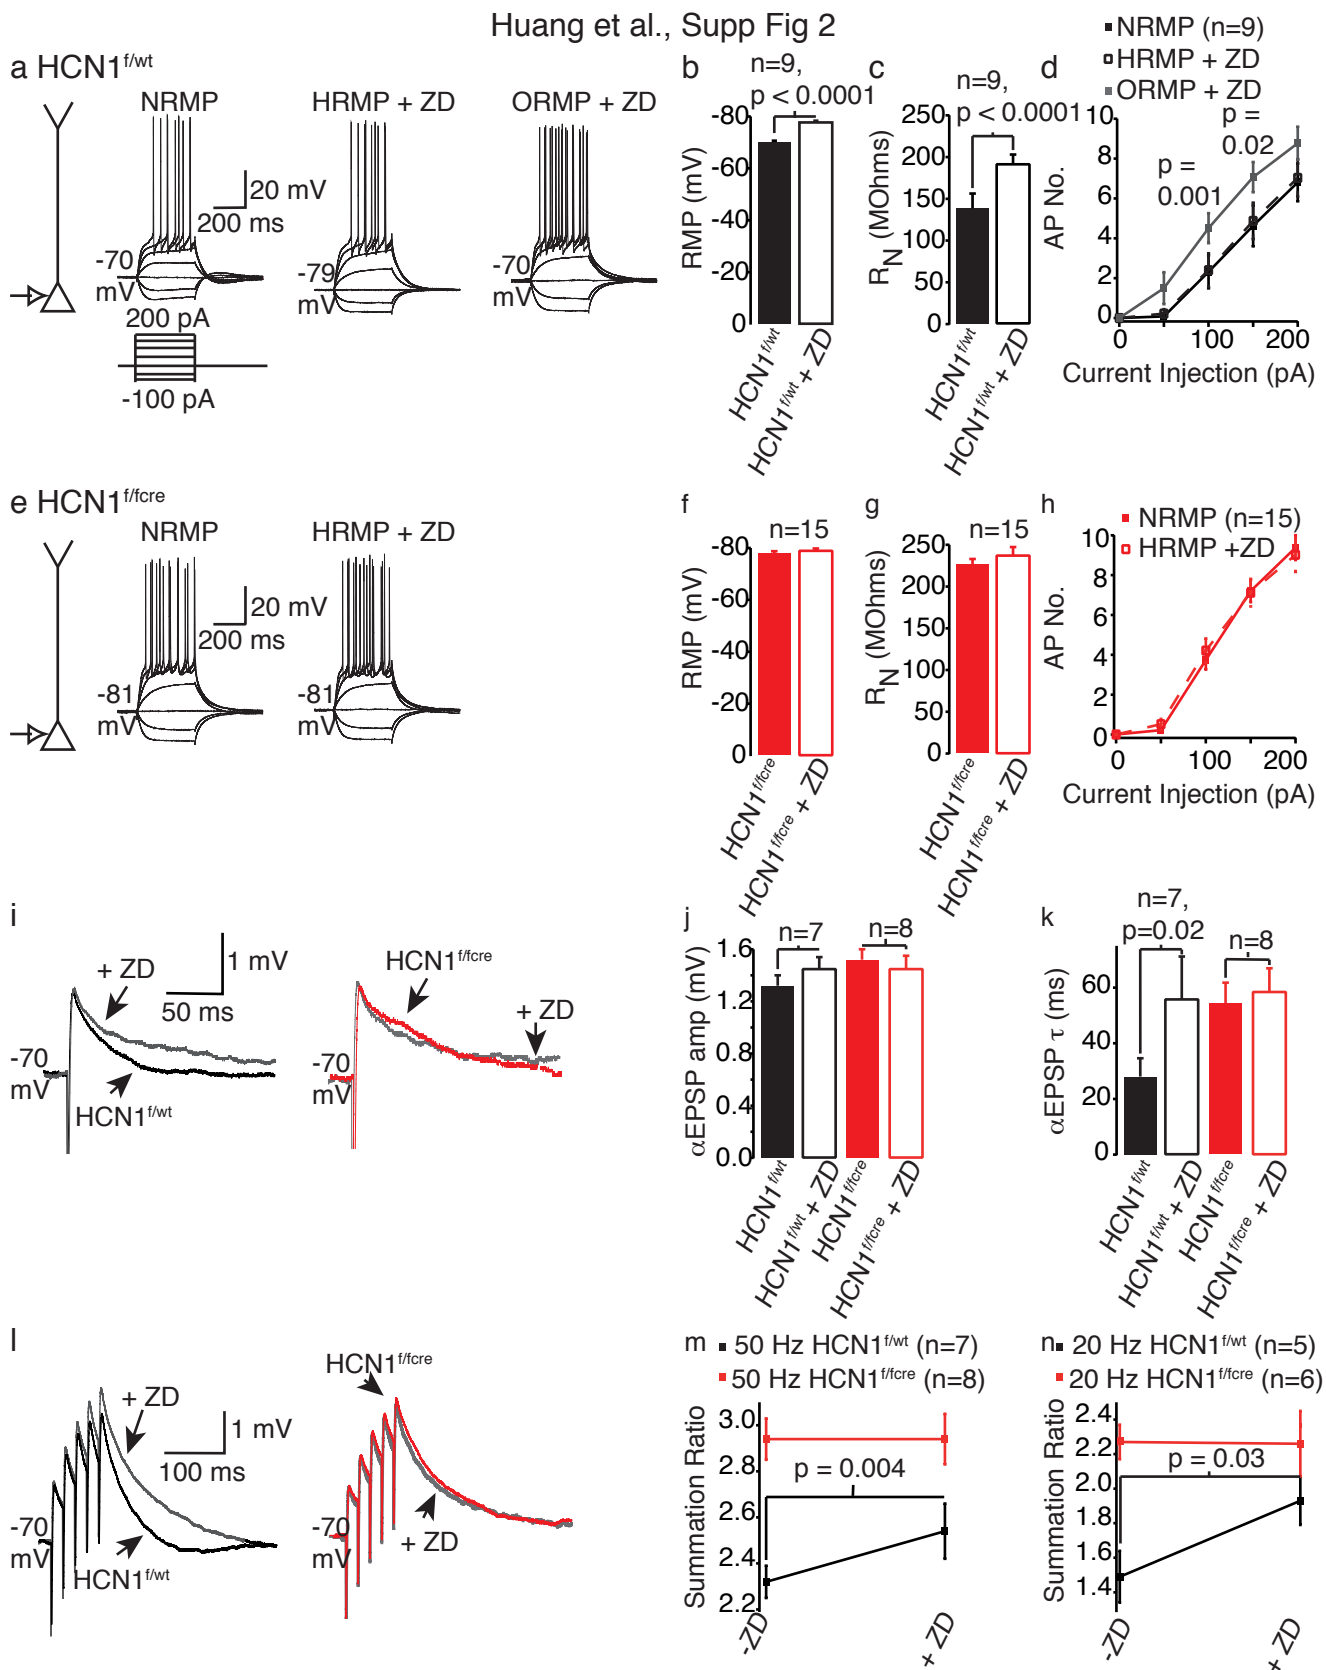 Huang et al., Supp Fig 2
a HCN1f/wt
NRMP
HRMP + ZD
ORMP + ZD
20 mV
200 ms
-70
mV
-79
mV
-70
mV
200 pA
-100 pA
b
n=9,
p < 0.0001
RMP (mV)
-80
-60
-40
-20
0
HCN1f/wt
HCN1f/wt + ZD
c
n=9,
p < 0.0001
RN (MOhms)
250
200
150
100
50
0
HCN1f/wt
HCN1f/wt + ZD
d
NRMP (n=9)
HRMP + ZD
ORMP + ZD
p =
0.001
p =
0.02
AP No.
10
8
6
4
2
0
0
100
200
Current Injection (pA)
e HCN1f/fcre
NRMP
HRMP + ZD
20 mV
200 ms
-81
mV
-81
mV
f
n=15
RMP (mV)
-80
-60
-40
-20
0
HCN1f/fcre
HCN1f/fcre + ZD
g
n=15
RN (MOhms)
250
200
150
100
50
0
HCN1f/fcre
HCN1f/fcre + ZD
h
NRMP (n=15)
HRMP +ZD
AP No.
10
8
6
4
2
0
0
100
200
Current Injection (pA)
i
+ ZD
1 mV
50 ms
-70
mV
HCN1f/wt
HCN1f/fcre
+ ZD
-70
mV
j
n=7
n=8
αEPSP amp (mV)
1.6
1.2
0.8
0.4
0.0
HCN1f/wt
HCN1f/wt + ZD
HCN1f/fcre
HCN1f/fcre + ZD
k
n=7,
p=0.02
n=8
αEPSP τ (ms)
60
40
20
0
HCN1f/wt
HCN1f/wt + ZD
HCN1f/fcre
HCN1f/fcre + ZD
l
+ ZD
1 mV
100 ms
-70
mV
HCN1f/wt
HCN1f/fcre
-70
mV
+ ZD
m
50 Hz HCN1f/wt (n=7)
50 Hz HCN1f/fcre (n=8)
Summation Ratio
3.0
2.8
2.6
2.4
2.2
p = 0.004
-ZD
+ ZD
n
20 Hz HCN1f/wt (n=5)
20 Hz HCN1f/fcre (n=6)
Summation Ratio
2.4
2.2
2.0
1.8
1.6
1.4
p = 0.03
-ZD
+ ZD